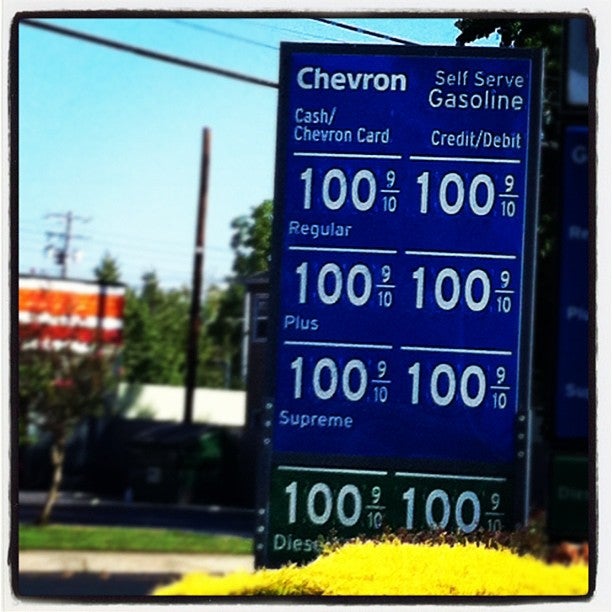 Chevron
Self Serve
Gasoline
Cash/
Chevron Card
Credit/Debit
100 9/10 100 9/10
Regular
100 9/10 100 9/10
Plus
100 9/10 100 9/10
Supreme
100 9/10 100 9/10